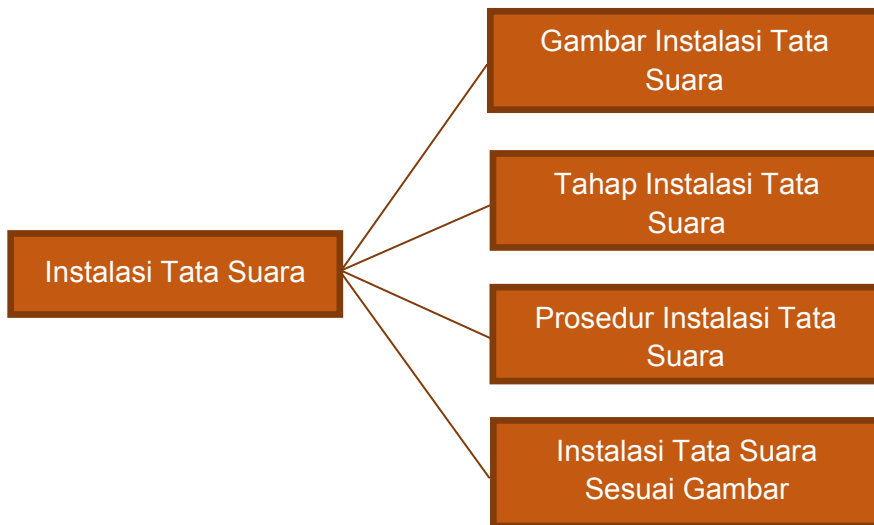 Gambar Instalasi Tata
Suara
Tahap Instalasi Tata
Suara
Instalasi Tata Suara
Prosedur Instalasi Tata
Suara
Instalasi Tata Suara
Sesuai Gambar